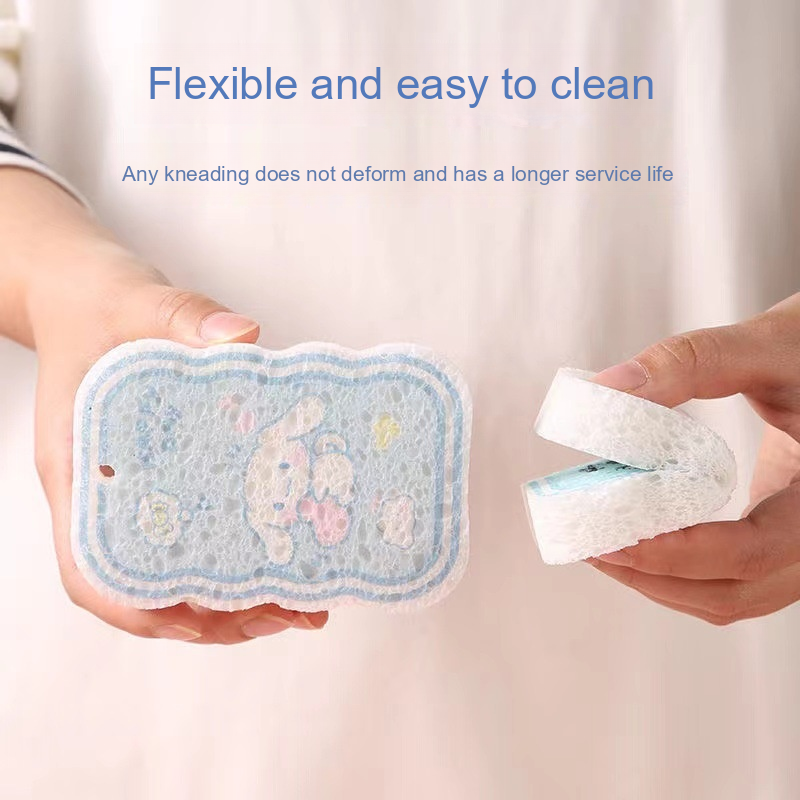 Flexible and easy to clean
Any kneading does not deform and has a longer service life